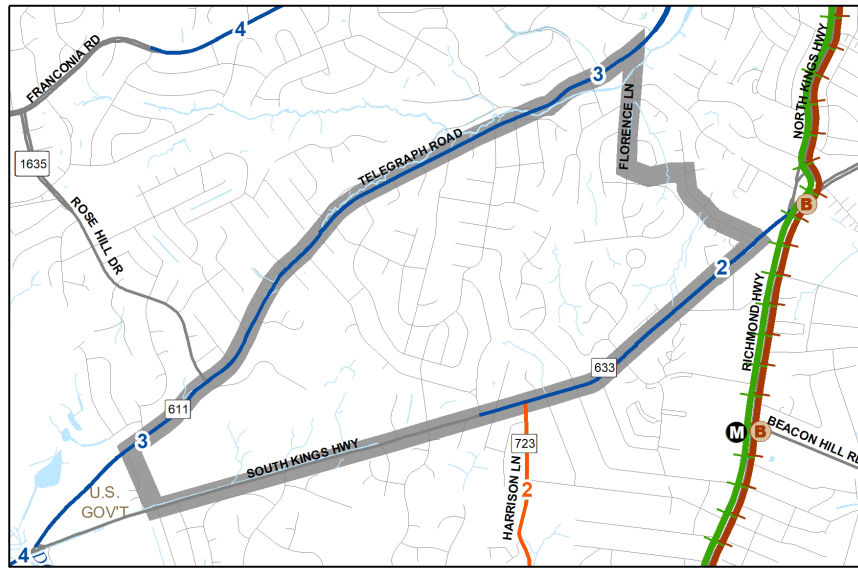 4
FRANCONIA RD
3
NORTH KINGS HWY
FLORENCE LN
TELEGRAPH ROAD
1635
ROSE HILL DR
B
2
RICHMOND HWY
633
611
3
723
M
B
BEACON HILL RD
SOUTH KINGS HWY
HARRISON LN
2
U.S.
GOV'T
4